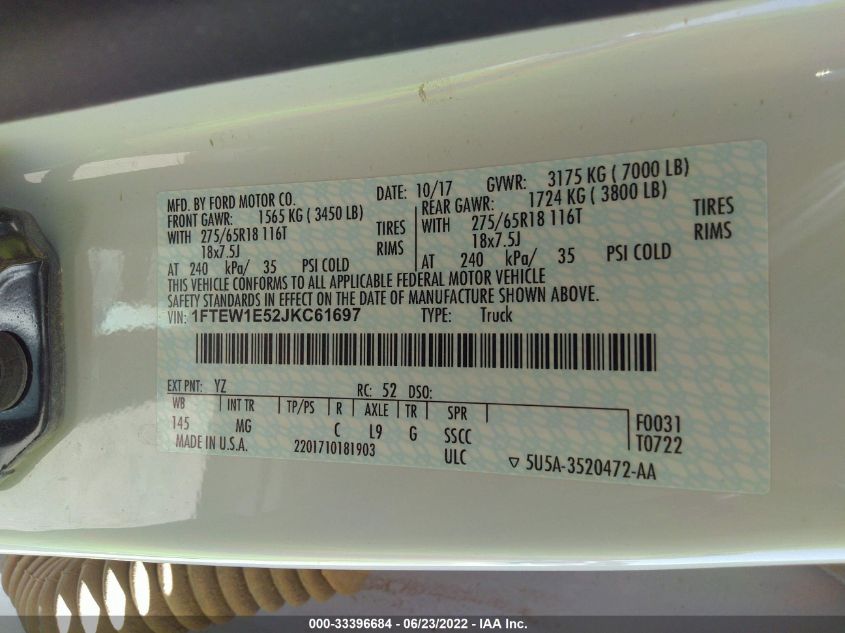 MFD. BY FORD MOTOR CO. DATE: 10/17 GVWR: 3175 KG ( 7000 LB)
FRONT GAWR: 1565 KG ( 3450 LB) REAR GAWR: 1724 KG ( 3800 LB)
WITH 275/65R18 116T TIRES WITH 275/65R18 116T TIRES
18x7.5J RIMS 18x7.5J RIMS
AT 240 kPa/ 35 PSI COLD AT 240 kPa/ 35 PSI COLD
THIS VEHICLE CONFORMS TO ALL APPLICABLE FEDERAL MOTOR VEHICLE
SAFETY STANDARDS IN EFFECT ON THE DATE OF MANUFACTURE SHOWN ABOVE.
VIN: 1FTEW1E52JKC61697 TYPE: Truck
EXT PNT: YZ RC: 52 DSO:
WB INT TR TP/PS R AXLE TR SPR F0031
145 MG C L9 G SSCC T0722
MADE IN U.S.A. 2201710181903 ULC ▽ 5U5A-3520472-AA
000-33396684 - 06/23/2022 - IAA Inc.